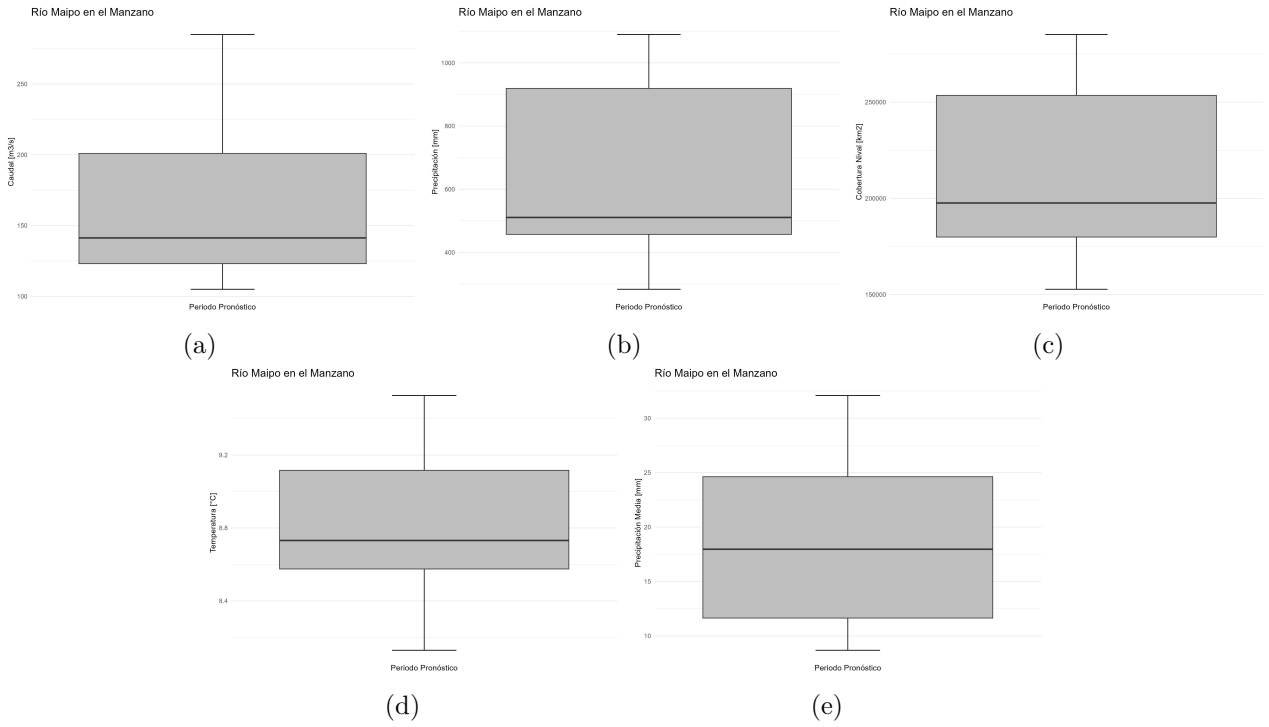 Río Maipo en el Manzano
Caudal [m3/s]
250
200
150
100
Periodo Pronóstico
(a)
Río Maipo en el Manzano
Precipitación [mm]
1000
800
600
400
Periodo Pronóstico
(b)
Río Maipo en el Manzano
Cobertura Nival [km2]
250000
200000
150000
Periodo Pronóstico
(c)
Río Maipo en el Manzano
Temperatura [°C]
9.2
8.8
8.4
Periodo Pronóstico
(d)
Río Maipo en el Manzano
Precipitación Media [mm]
30
25
20
15
10
Periodo Pronóstico
(e)